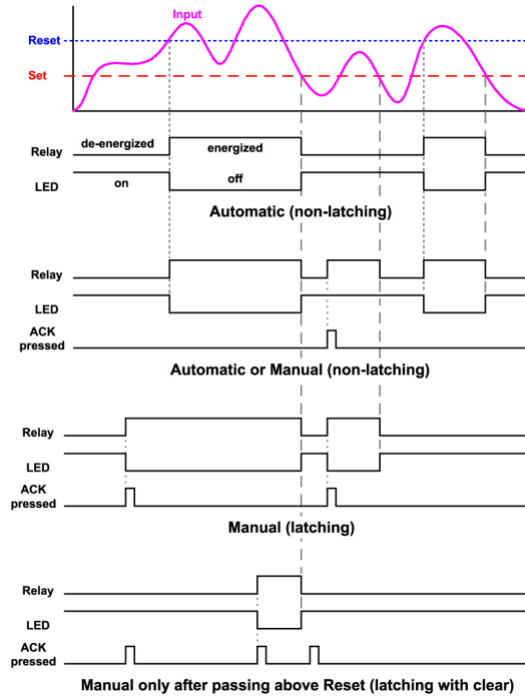 Input
Reset
Set
de-energized energized
Relay
LED on off
Automatic (non-latching)
Relay
LED
ACK
pressed
Automatic or Manual (non-latching)
Relay
LED
ACK
pressed
Manual (latching)
Relay
LED
ACK
pressed
Manual only after passing above Reset (latching with clear)